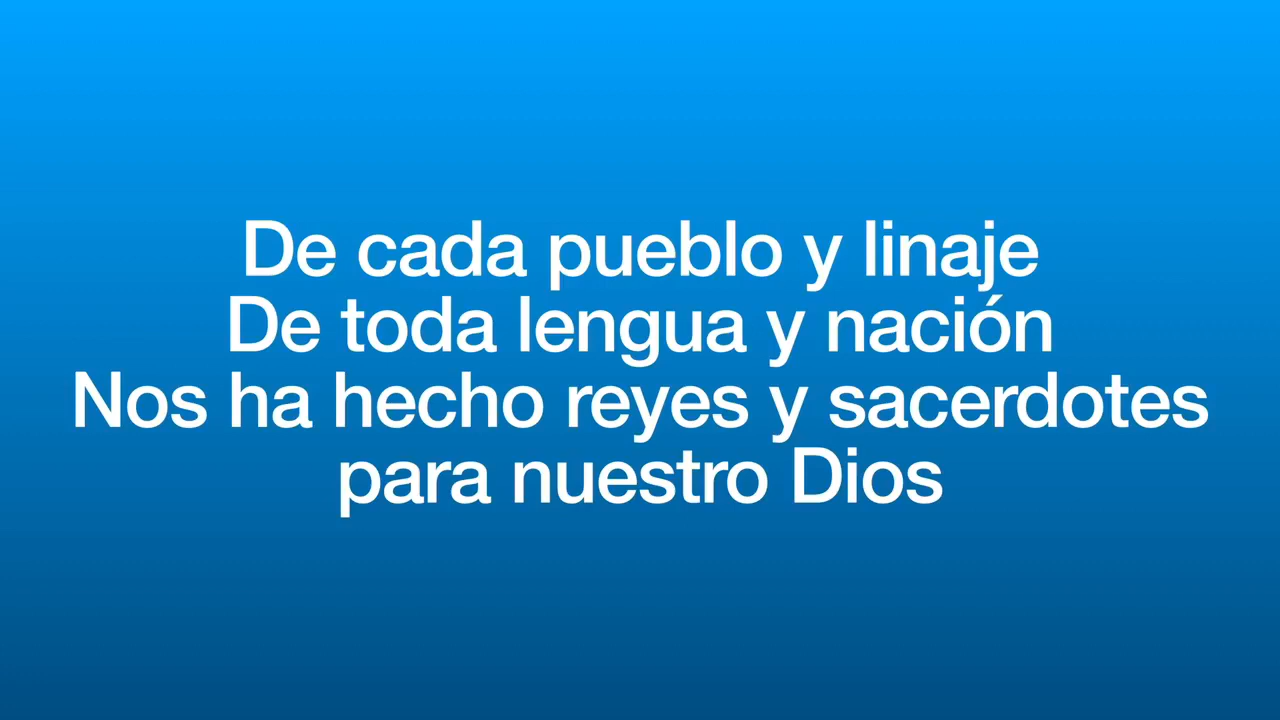 De cada pueblo y linaje
De toda lengua y nación
Nos ha hecho reyes y sacerdotes
para nuestro Dios